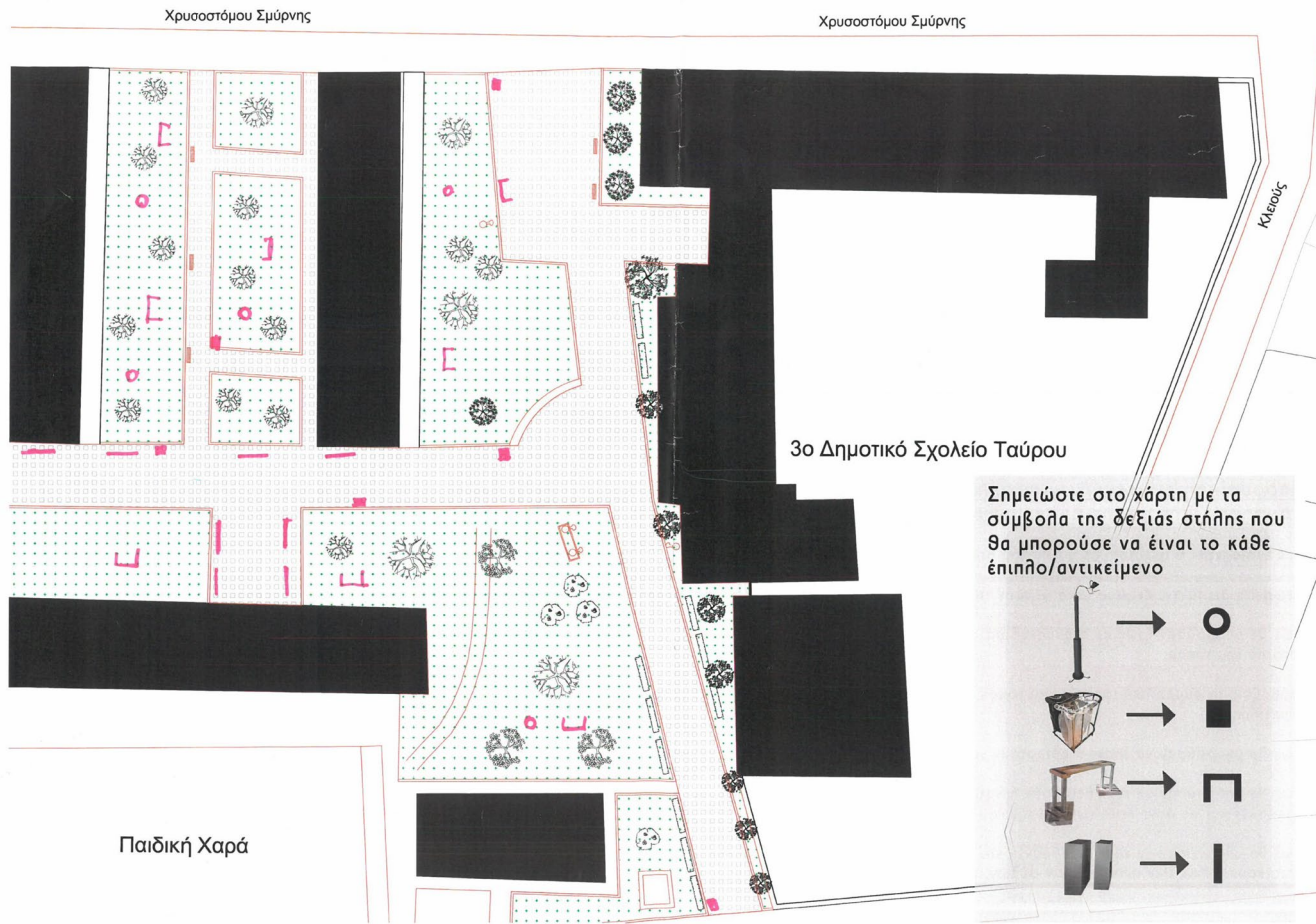 Χρυσοστόμου Σμύρνης
Χρυσοστόμου Σμύρνης
Κλειούς
3ο Δημοτικό Σχολείο Ταύρου
Σημειώστε στο χάρτη με τα
σύμβολα της δεξιάς στήλης που
θα μπορούσε να έιναι το κάθε
έπιπλο/αντικείμενο
Παιδική Χαρά